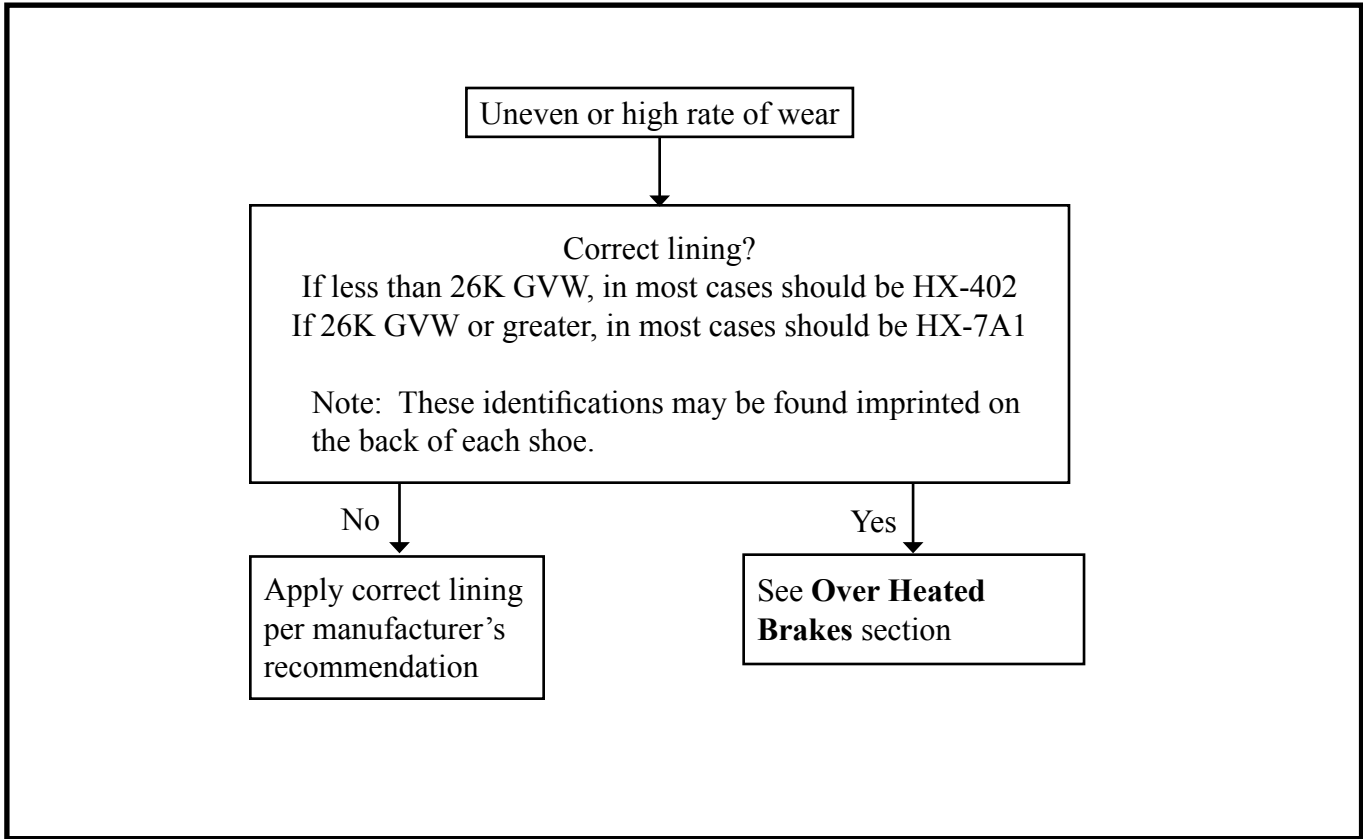 Uneven or high rate of wear
Correct lining?
If less than 26K GVW, in most cases should be HX-402
If 26K GVW or greater, in most cases should be HX-7A1
Note:  These identifications may be found imprinted on
the back of each shoe.
No
Yes
Apply correct lining
per manufacturer’s
recommendation
See Over Heated
Brakes section